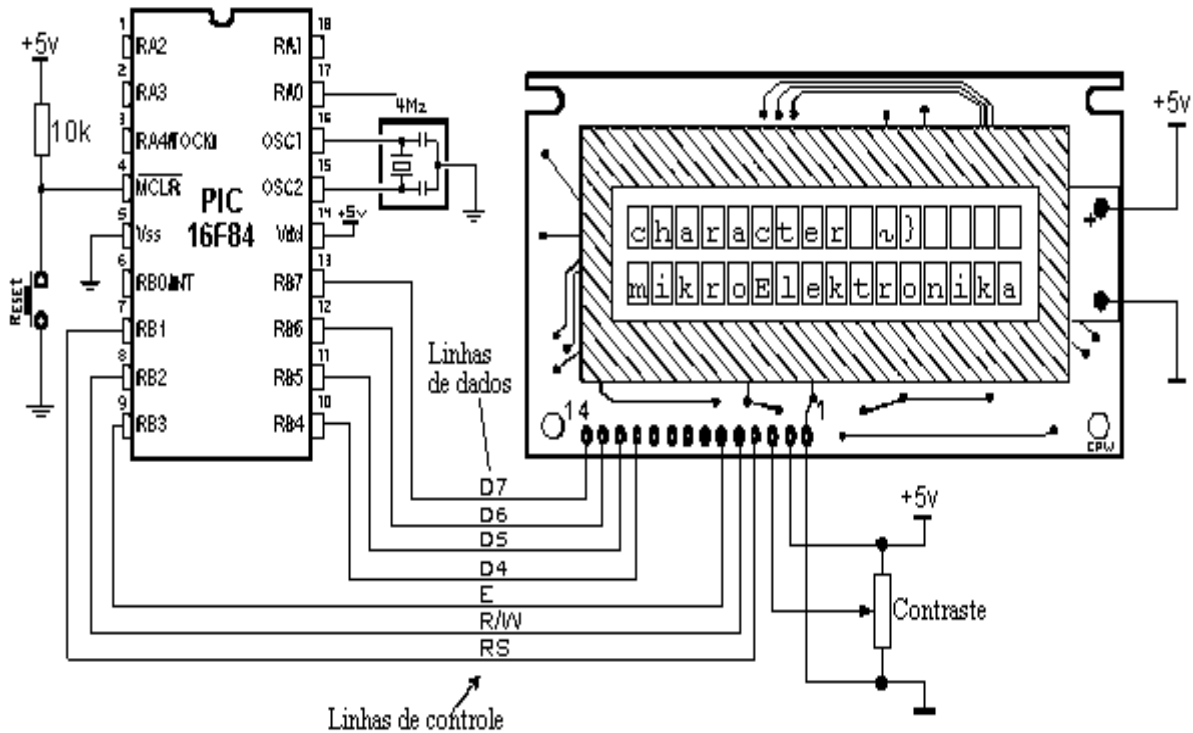 +5v
10k
RESET
1
RA2
2
RA3
3
RA4/TOCKI
4
MCLR
5
Vss
6
RB0/INT
7
RB1
8
RB2
9
RB3
PIC
16F84
18
RA1
17
RA0
16
OSC1
15
OSC2
14
Vdd
13
RB7
12
RB6
11
RB5
10
RB4
4Mz
+5v
character ~}
mikroElektronika
+
+5v
14
1
Linhas
de dados
D7
D6
D5
D4
E
R/W
RS
Linhas de controle
+5v
Contraste